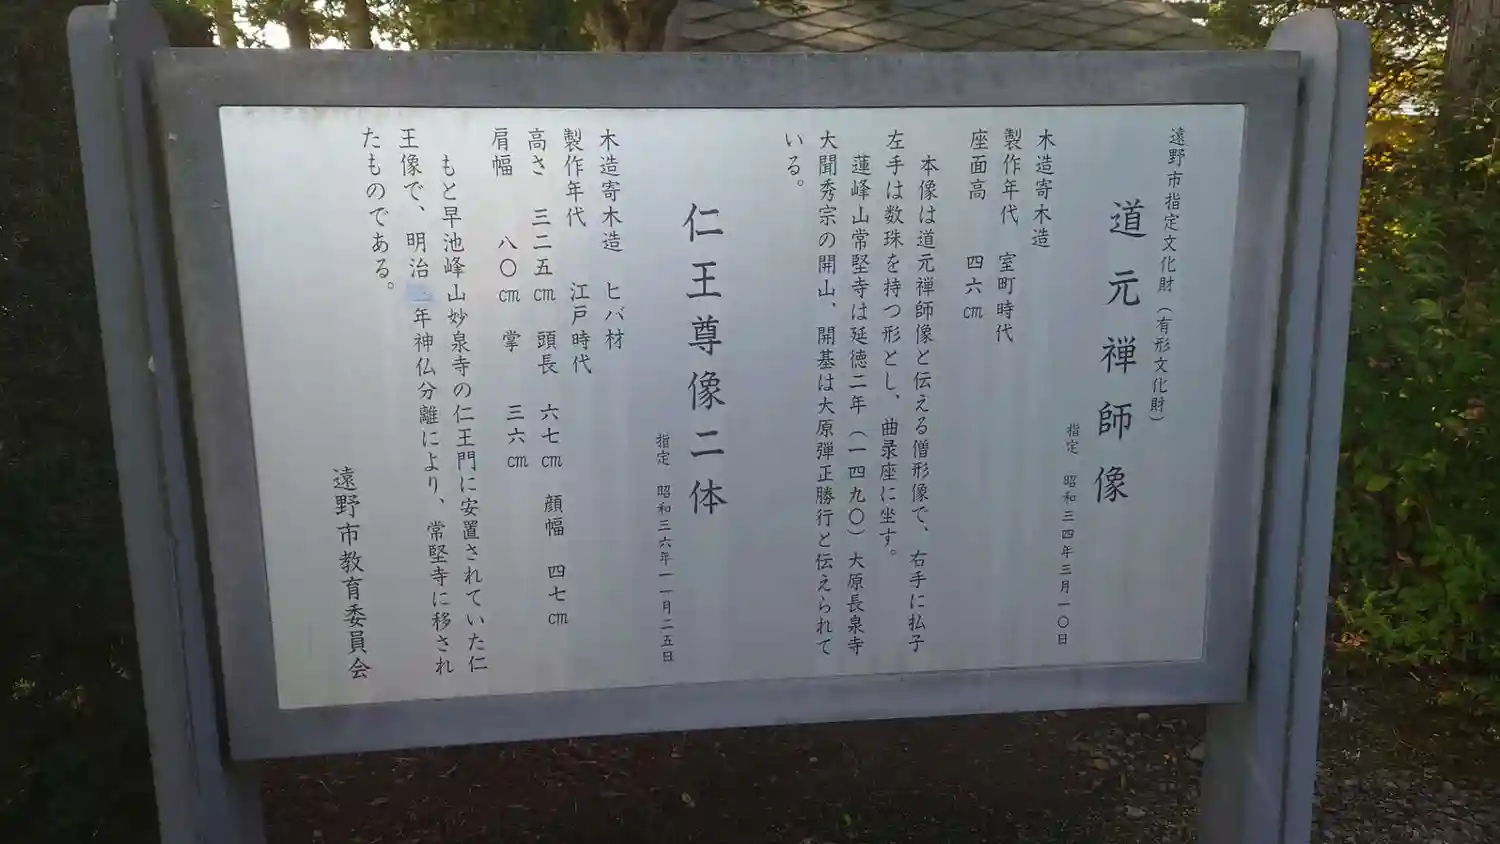 遠野市指定文化財（有形文化財）
道元禅師像
指定 昭和三四年三月一〇日
木造寄木造
製作年代 室町時代
座面高 四六㎝
本像は道元禅師像と伝える僧形像で、右手に払子
左手は数珠を持つ形とし、曲彔座に坐す。
蓮峰山常堅寺は延徳二年（一四九〇）大原長泉寺
大聞秀宗の開山、開基は大原弾正勝行と伝えられて
いる。
仁王尊像二体
指定 昭和三六年一一月二五日
木造寄木造 ヒバ材
製作年代 江戸時代
高さ 三二五㎝ 頭長 六七㎝ 顔幅 四七㎝
肩幅 八〇㎝ 掌 三六㎝
もと早池峰山妙泉寺の仁王門に安置されていた仁
王像で、明治 年神仏分離により、常堅寺に移され
たものである。
遠野市教育委員会